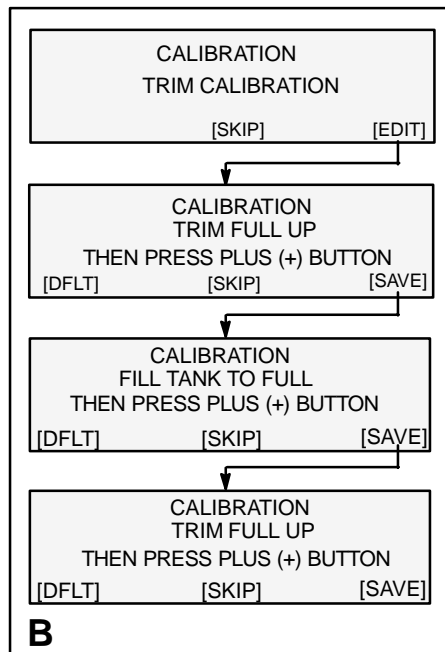 CALIBRATION
TRIM CALIBRATION
[SKIP] [EDIT]
CALIBRATION
TRIM FULL UP
THEN PRESS PLUS (+) BUTTON
[DFLT] [SKIP] [SAVE]
CALIBRATION
FILL TANK TO FULL
THEN PRESS PLUS (+) BUTTON
[DFLT] [SKIP] [SAVE]
CALIBRATION
TRIM FULL UP
THEN PRESS PLUS (+) BUTTON
[DFLT] [SKIP] [SAVE]
B